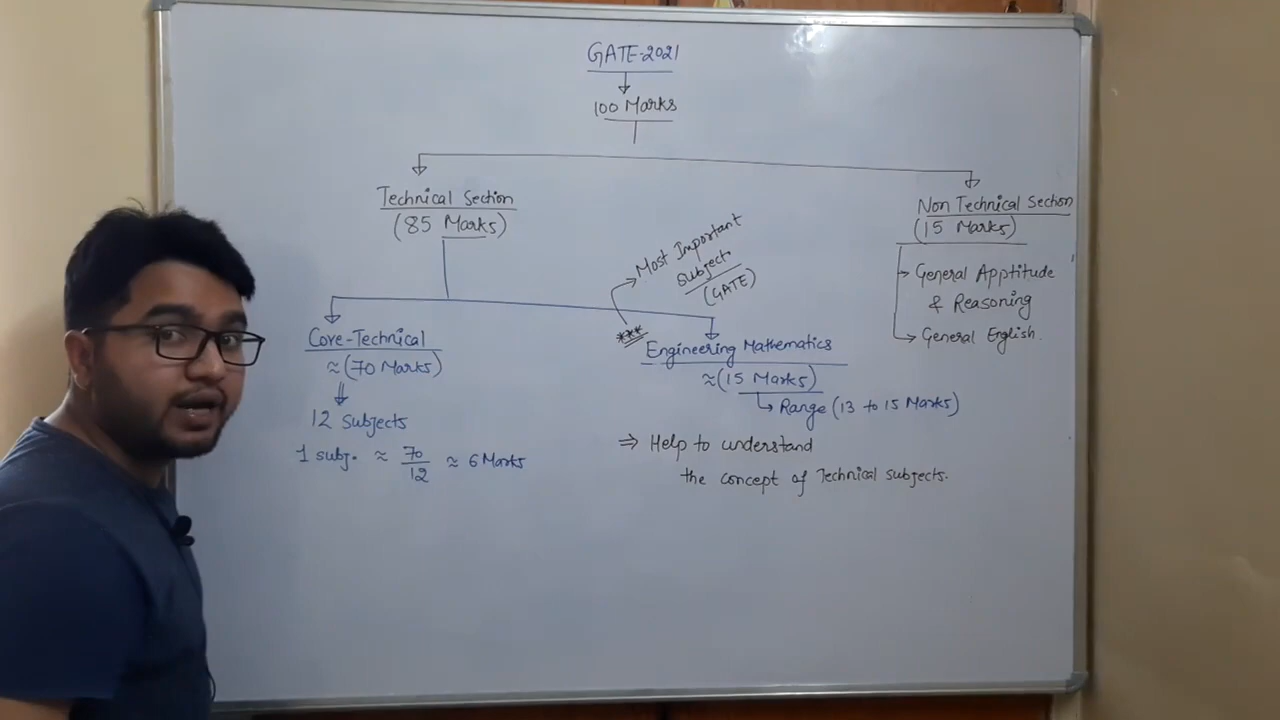 GATE-2021
100 Marks
Technical Section
(85 Marks)
Non Technical Section
(15 Marks)
General Apptitude
& Reasoning
General English.
Most Important
Subject
(GATE)
***
Core-Technical
≈ (70 Marks)
12 Subjects
1 subj. ≈ 70/12 ≈ 6 Marks
Engineering Mathematics
≈ (15 Marks)
Range (13 to 15 Marks)
⇒ Help to understand
the concept of Technical subjects.